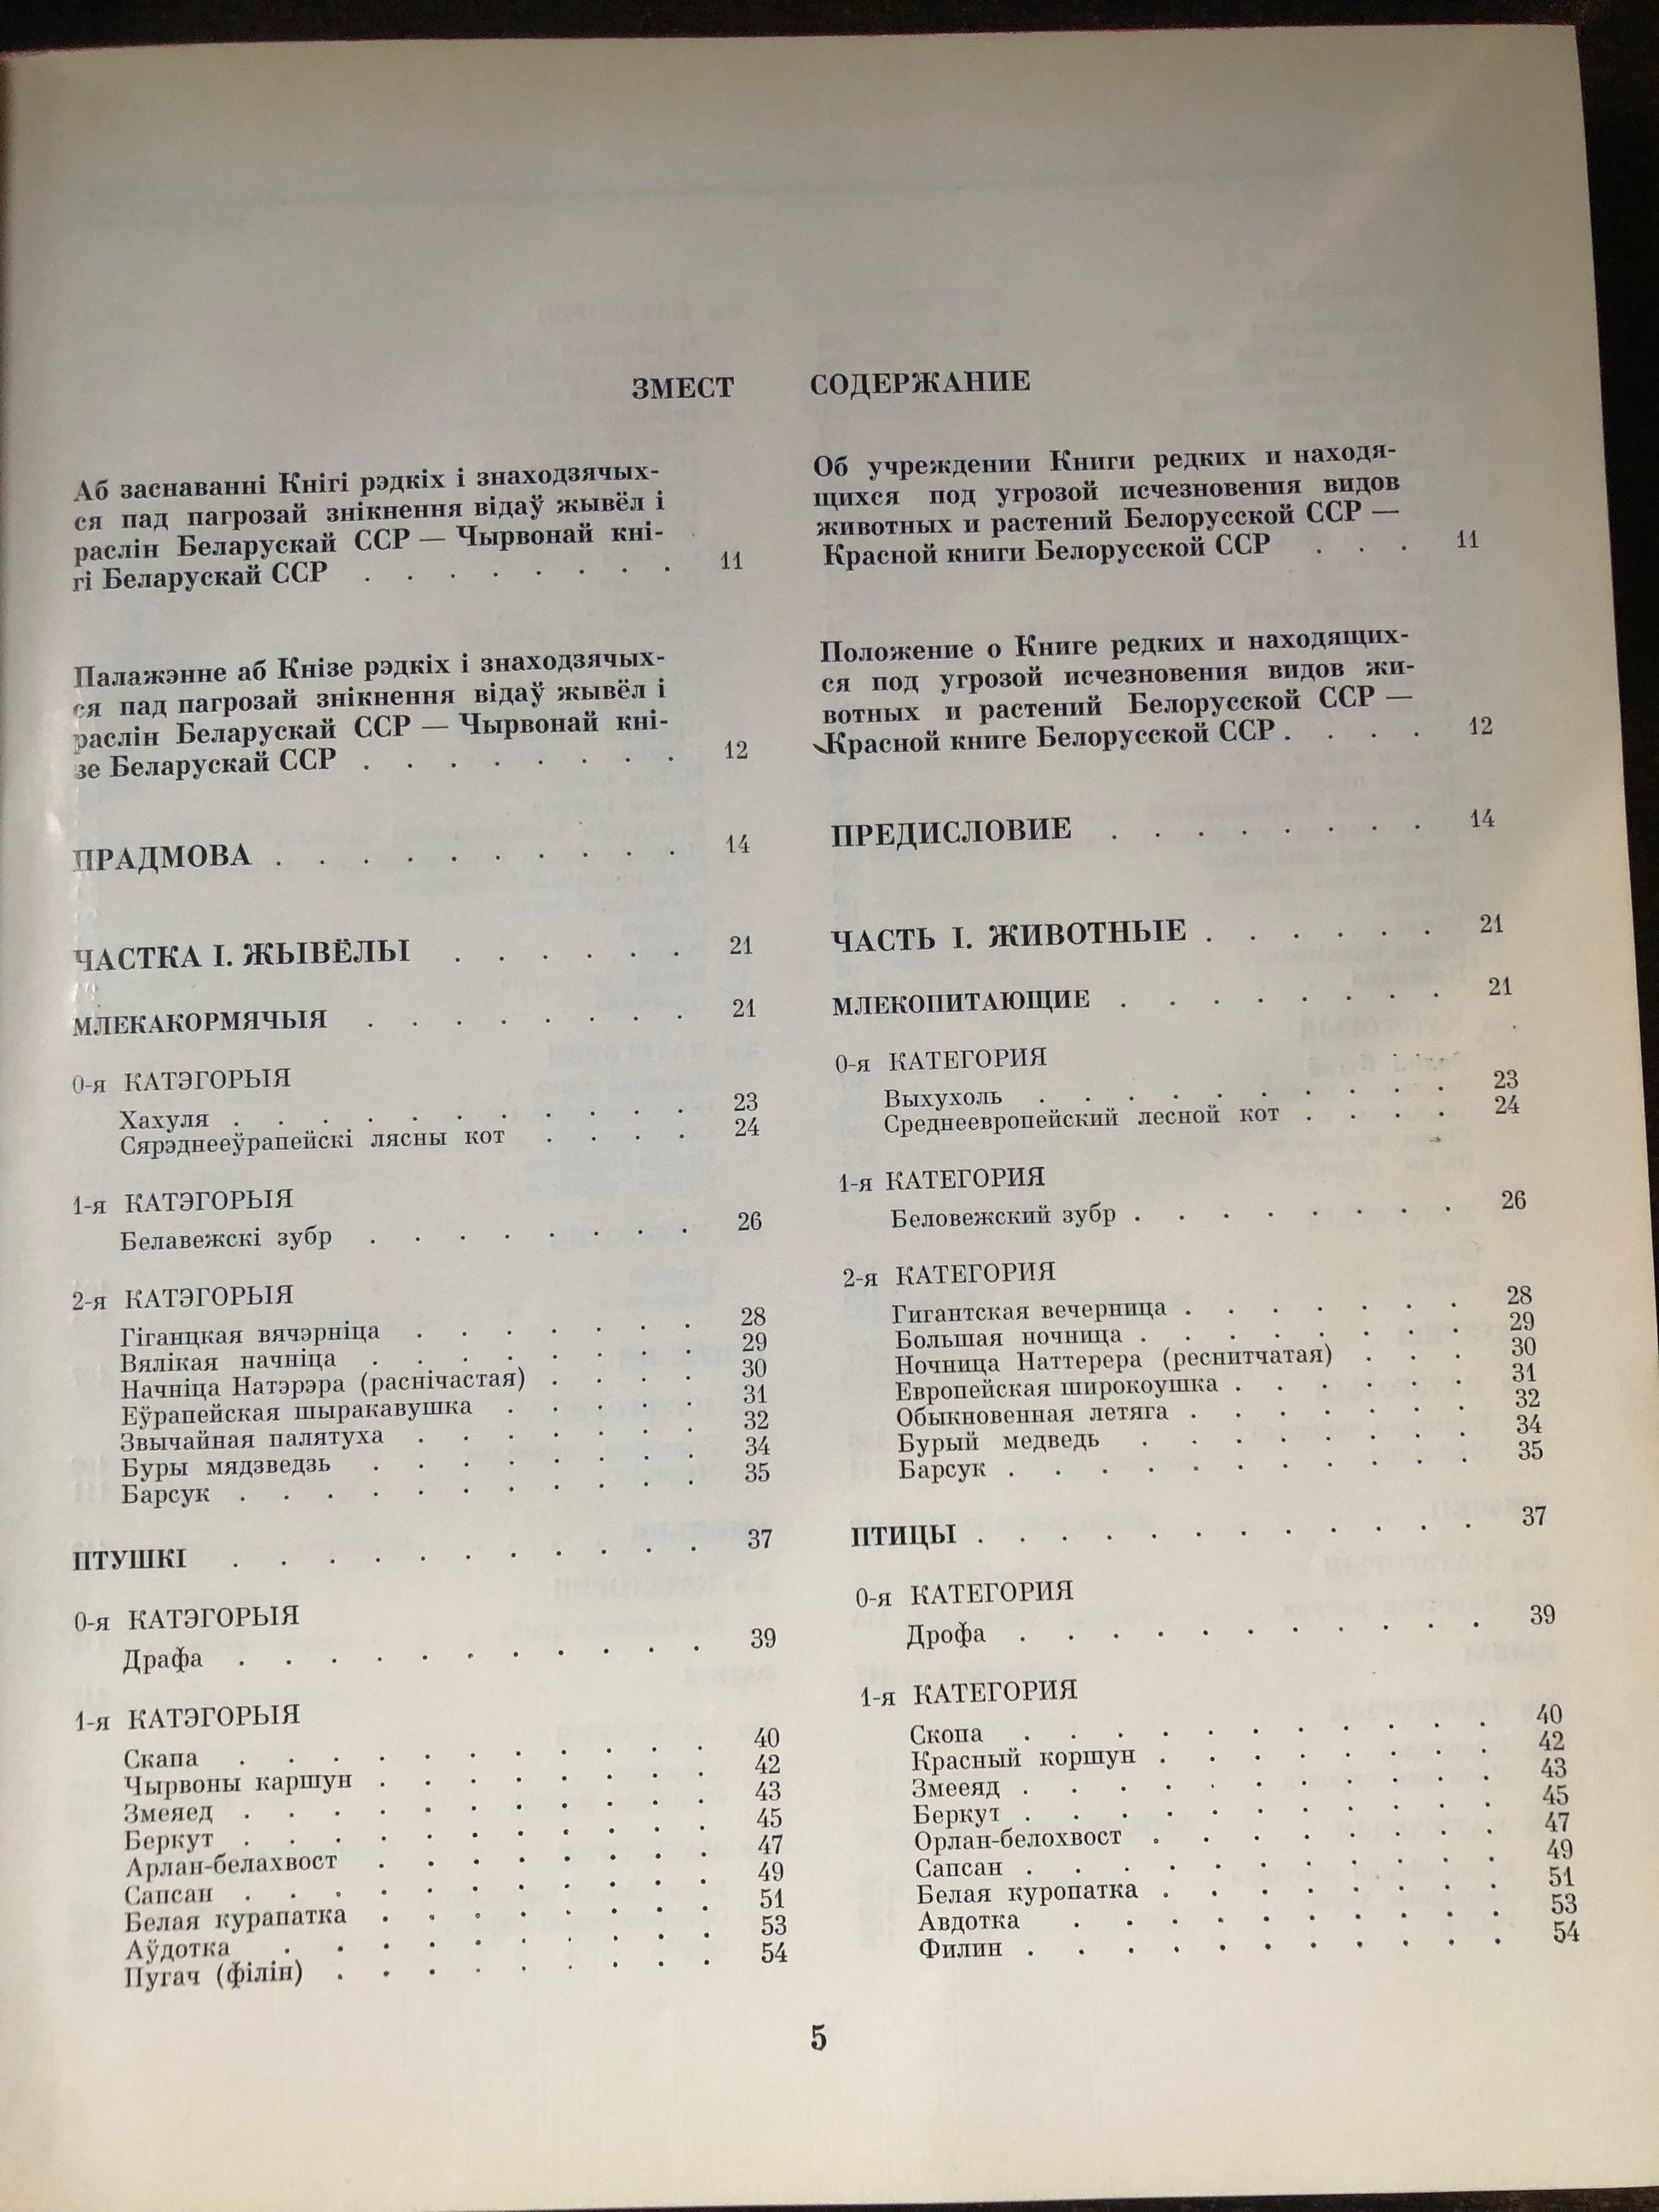 ЗМЕСТ
Аб заснаванні Кнігі рэдкіх і знаходзячых-
ся пад пагрозай знікнення відаў жывёл і
раслін Беларускай ССР — Чырвонай кні-
гі Беларускай ССР . . . . . . . . 11
Палажэнне аб Кнізе рэдкіх і знаходзячых-
ся пад пагрозай знікнення відаў жывёл і
раслін Беларускай ССР — Чырвонай кні-
зе Беларускай ССР . . . . . . . . 12
ПРАДМОВА . . . . . . . . . . 14
ЧАСТКА I. ЖЫВЁЛЫ . . . . . . 21
МЛЕКАКОРМЯЧЫЯ . . . . . . . . 21
0-я КАТЭГОРЫЯ
Хахуля . . . . . . . . . . . 23
Сярэднееўрапейскі лясны кот . . . . 24
1-я КАТЭГОРЫЯ
Белавежскі зубр . . . . . . . . 26
2-я КАТЭГОРЫЯ
Гіганцкая вячэрніца . . . . . . . 28
Вялікая начніца . . . . . . . . 29
Начніца Натэрэра (раснічастая) . . . . 30
Еўрапейская шыракавушка . . . . . 31
Звычайная палятуха . . . . . . . 32
Буры мядзведзь . . . . . . . . 34
Барсук . . . . . . . . . . . 35
ПТУШКІ . . . . . . . . . . . 37
0-я КАТЭГОРЫЯ
Драфа . . . . . . . . . . . 39
1-я КАТЭГОРЫЯ
Скапа . . . . . . . . . . . 40
Чырвоны каршун . . . . . . . . 42
Змеяед . . . . . . . . . . . 43
Беркут . . . . . . . . . . . 45
Арлан-белахвост . . . . . . . . 47
Сапсан . . . . . . . . . . . 49
Белая курапатка . . . . . . . . 51
Аўдотка . . . . . . . . . . 53
Пугач (філін) . . . . . . . . . 54
СОДЕРЖАНИЕ
Об учреждении Книги редких и находя-
щихся под угрозой исчезновения видов
животных и растений Белорусской ССР —
Красной книги Белорусской ССР . . . 11
Положение о Книге редких и находящих-
ся под угрозой исчезновения видов жи-
вотных и растений Белорусской ССР —
Красной книге Белорусской ССР . . . . 12
ПРЕДИСЛОВИЕ . . . . . . . . 14
ЧАСТЬ I. ЖИВОТНЫЕ . . . . . . 21
МЛЕКОПИТАЮЩИЕ . . . . . . . . 21
0-я КАТЕГОРИЯ
Выхухоль . . . . . . . . . . 23
Среднеевропейский лесной кот . . . . 24
1-я КАТЕГОРИЯ
Беловежский зубр . . . . . . . . 26
2-я КАТЕГОРИЯ
Гигантская вечерница . . . . . . . 28
Большая ночница . . . . . . . . 29
Ночница Наттерера (реснитчатая) . . . 30
Европейская широкоушка . . . . . . 31
Обыкновенная летяга . . . . . . . 32
Бурый медведь . . . . . . . . 34
Барсук . . . . . . . . . . . 35
ПТИЦЫ . . . . . . . . . . . . 37
0-я КАТЕГОРИЯ
Дрофа . . . . . . . . . . . 39
1-я КАТЕГОРИЯ
Скопа . . . . . . . . . . . 40
Красный коршун . . . . . . . . 42
Змееяд . . . . . . . . . . . 43
Беркут . . . . . . . . . . . 45
Орлан-белохвост . . . . . . . . 47
Сапсан . . . . . . . . . . . 49
Белая куропатка . . . . . . . . 51
Авдотка . . . . . . . . . . 53
Филин . . . . . . . . . . . 54
5